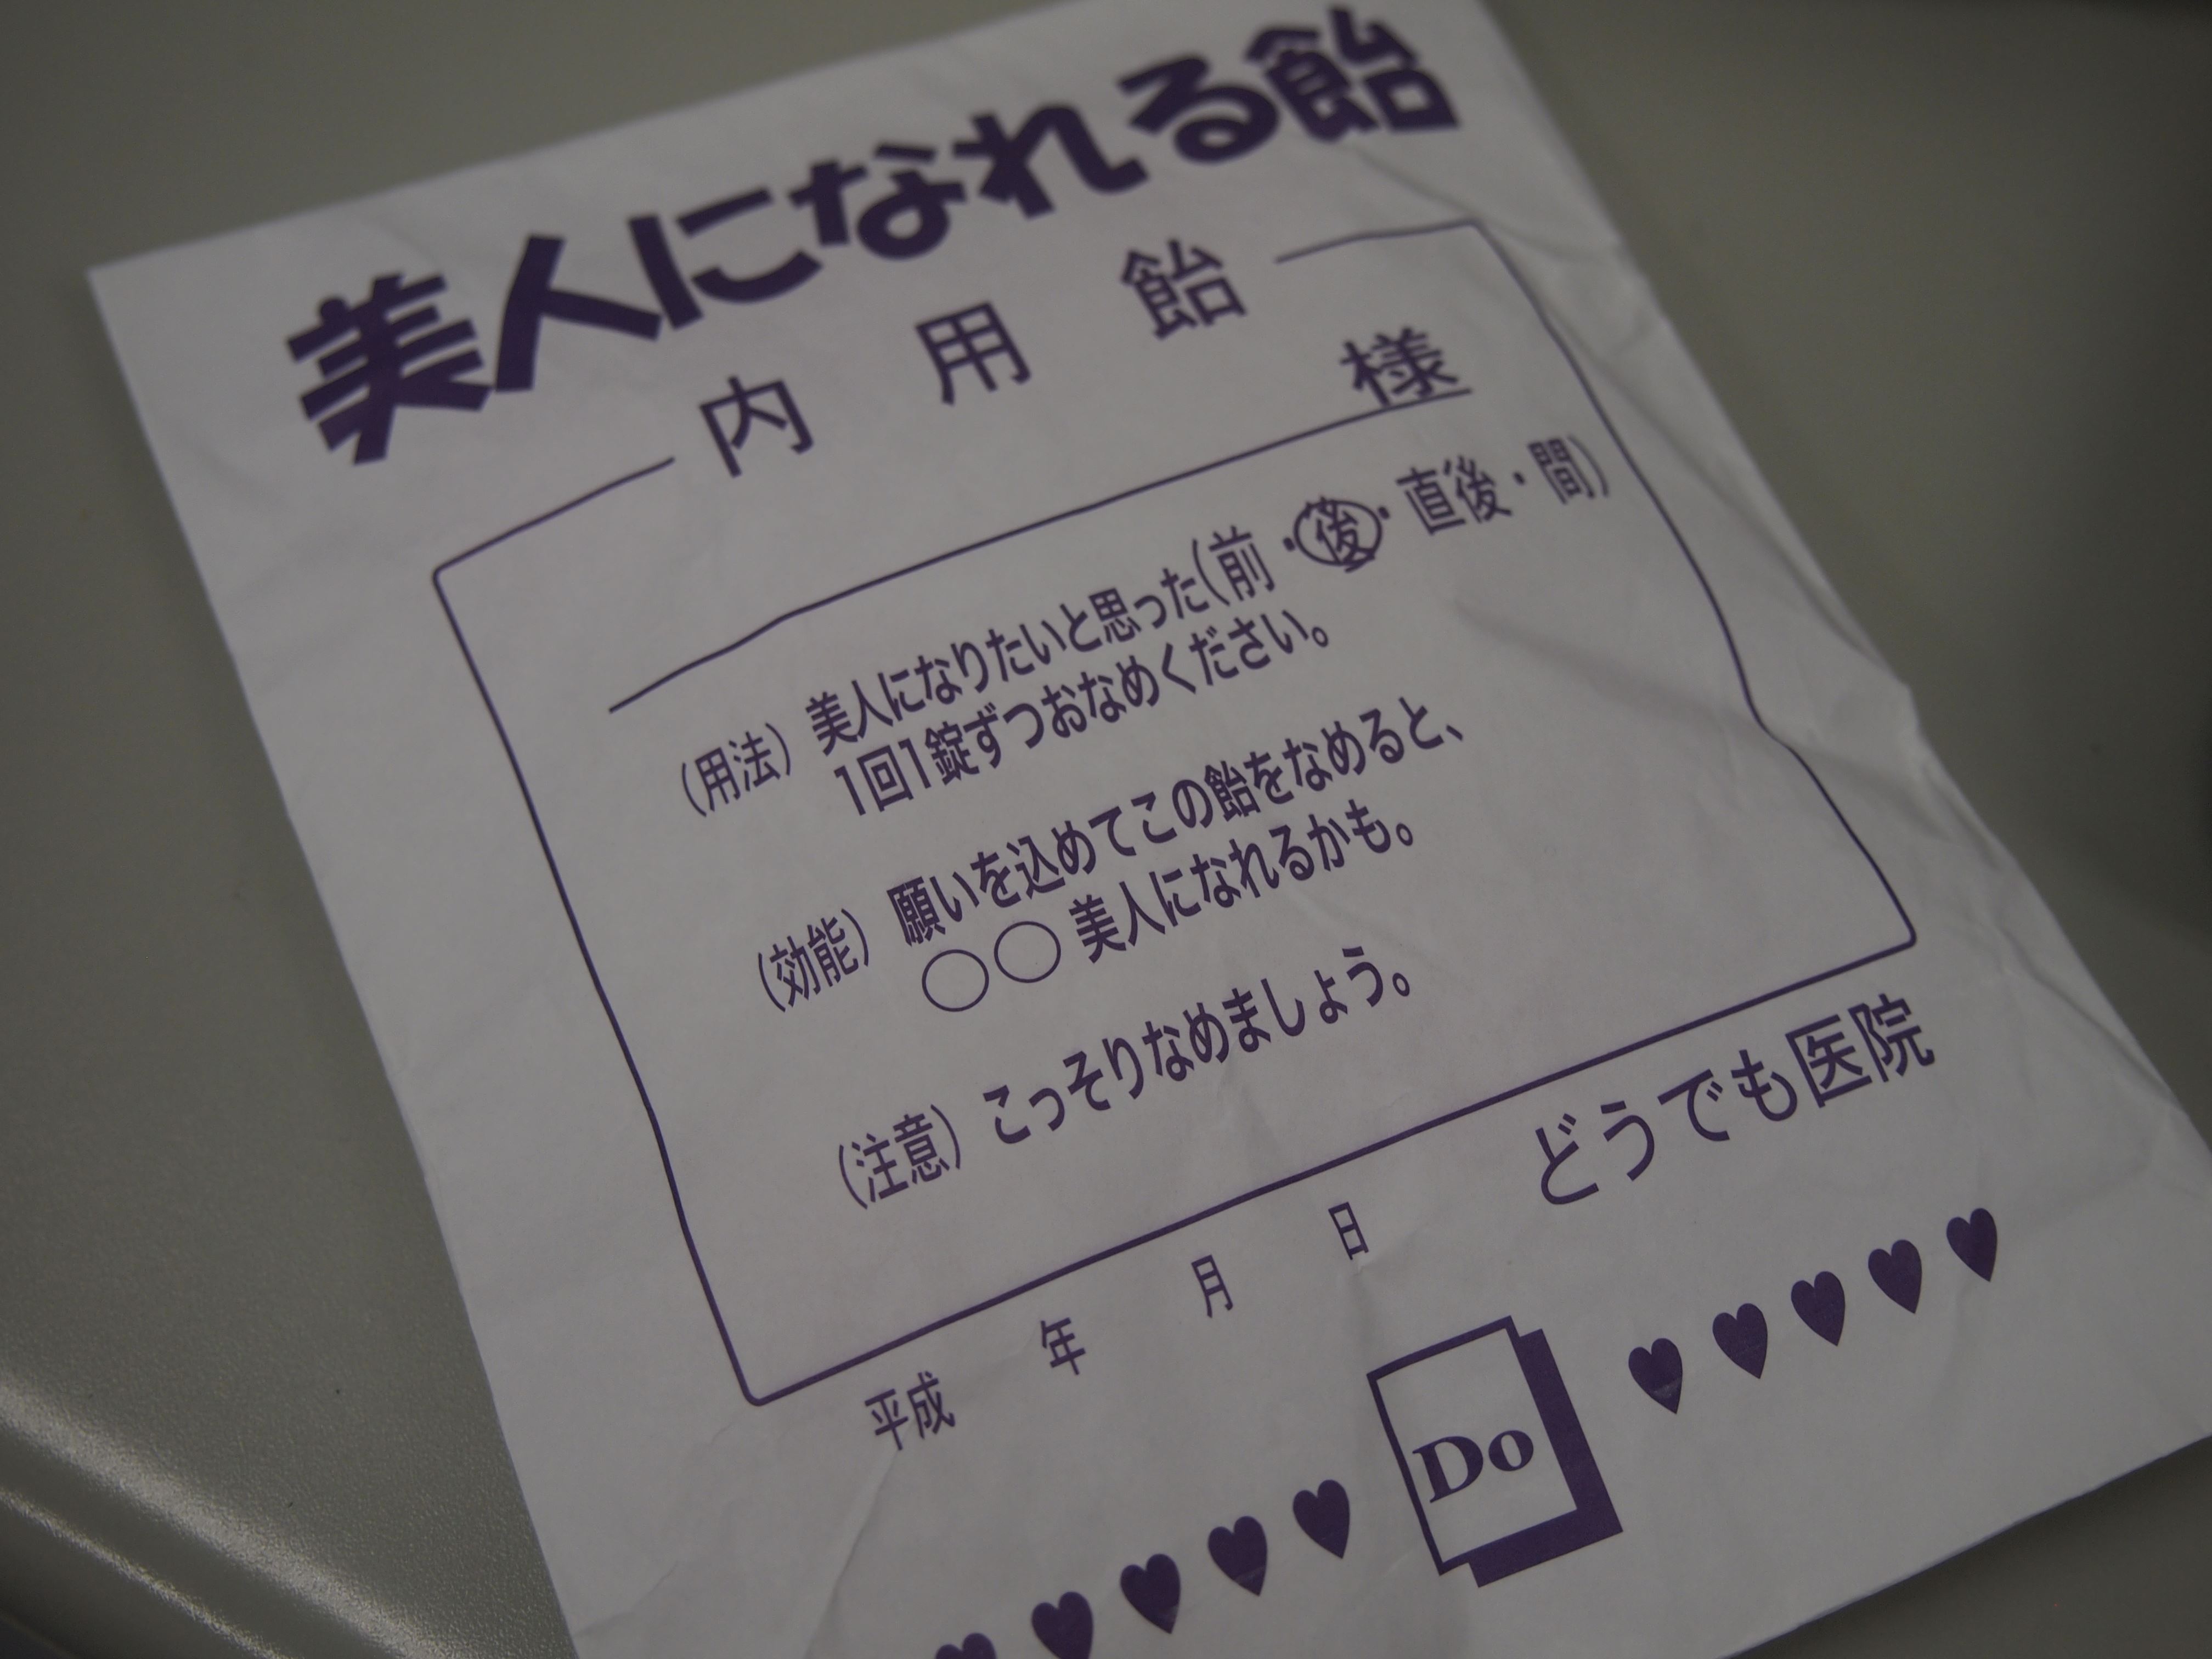 美人になれる飴
内用飴
様
(用法) 美人になりたいと思った(前・後・直後・間)
1回1錠ずつおなめください。
(効能) 願いを込めてこの飴をなめると、
○○美人になれるかも。
(注意) こっそりなめましょう。
平成 年 月 日
どうでも医院
Do